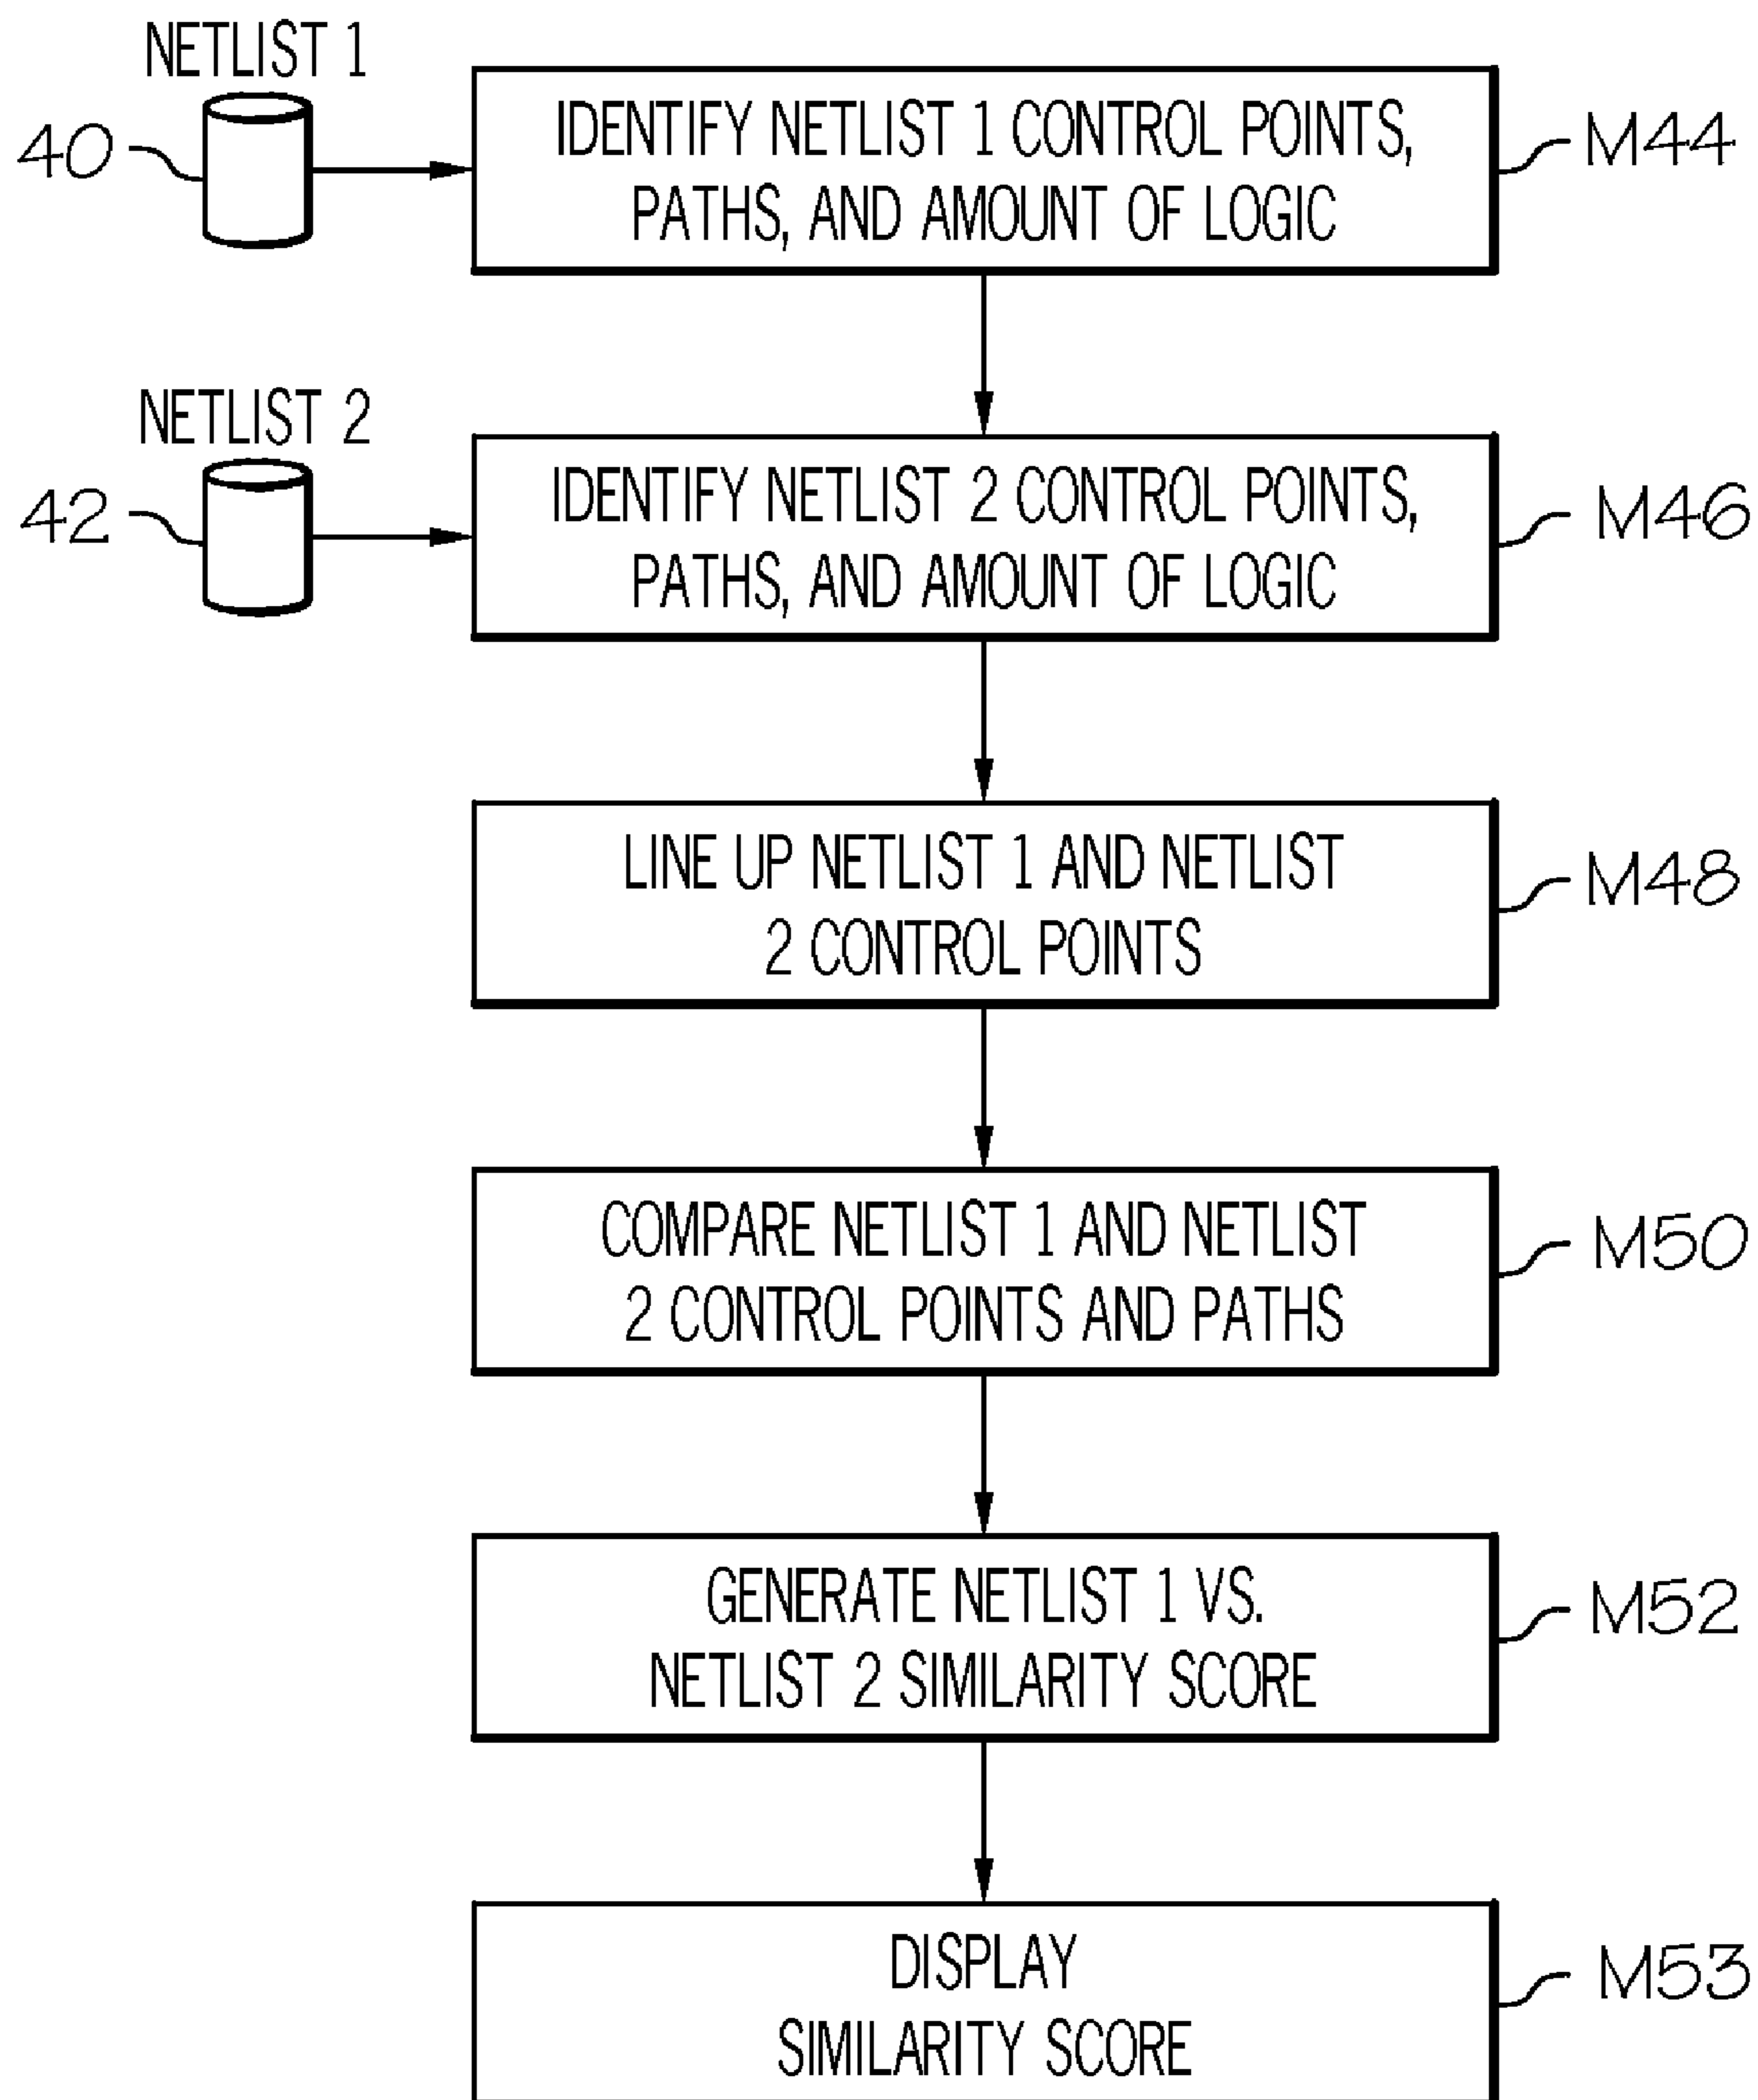 NETLIST 1
40
IDENTIFY NETLIST 1 CONTROL POINTS,
PATHS, AND AMOUNT OF LOGIC
M44
NETLIST 2
42
IDENTIFY NETLIST 2 CONTROL POINTS,
PATHS, AND AMOUNT OF LOGIC
M46
LINE UP NETLIST 1 AND NETLIST
2 CONTROL POINTS
M48
COMPARE NETLIST 1 AND NETLIST
2 CONTROL POINTS AND PATHS
M50
GENERATE NETLIST 1 VS.
NETLIST 2 SIMILARITY SCORE
M52
DISPLAY
SIMILARITY SCORE
M53